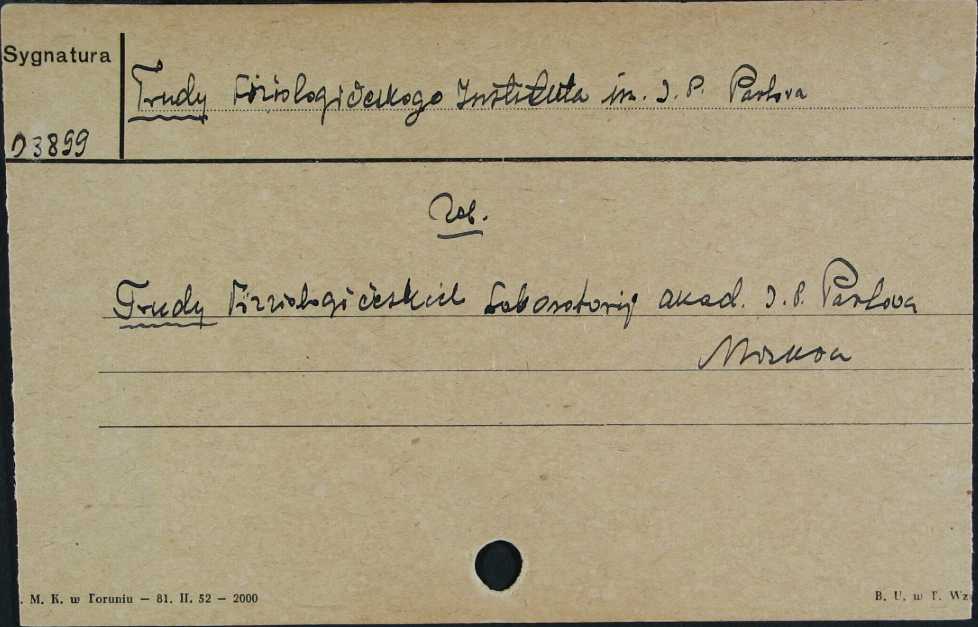 Sygnatura
Trudy Fiziologičeskogo Instituta im. I. P. Pavlova
D3899
Zob.
Trudy Fizziologičeskich Laboratorij akad. I. P. Pavlova
Moskva
. M. K. w Toruniu — 81. II. 52 — 2000
B. U. w T. Wz